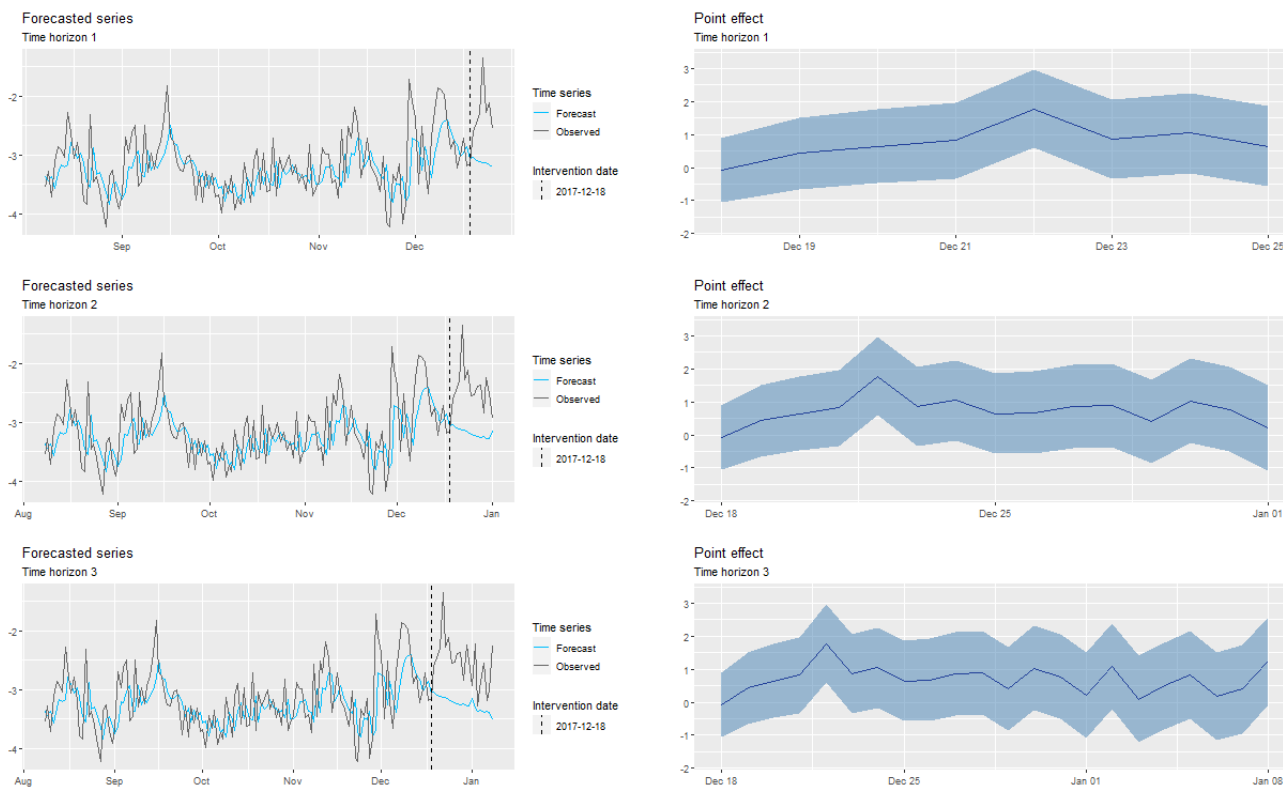 Forecasted series
Time horizon 1
-2
-3
-4
Sep Oct Nov Dec
Time series
Forecast
Observed
Intervention date
2017-12-18
Point effect
Time horizon 1
3
2
1
0
-1
-2
Dec 19 Dec 21 Dec 23 Dec 25
Forecasted series
Time horizon 2
-2
-3
-4
Aug Sep Oct Nov Dec Jan
Time series
Forecast
Observed
Intervention date
2017-12-18
Point effect
Time horizon 2
3
2
1
0
-1
-2
Dec 18 Dec 25 Jan 01
Forecasted series
Time horizon 3
-2
-3
-4
Aug Sep Oct Nov Dec Jan
Time series
Forecast
Observed
Intervention date
2017-12-18
Point effect
Time horizon 3
3
2
1
0
-1
-2
Dec 18 Dec 25 Jan 01 Jan 08